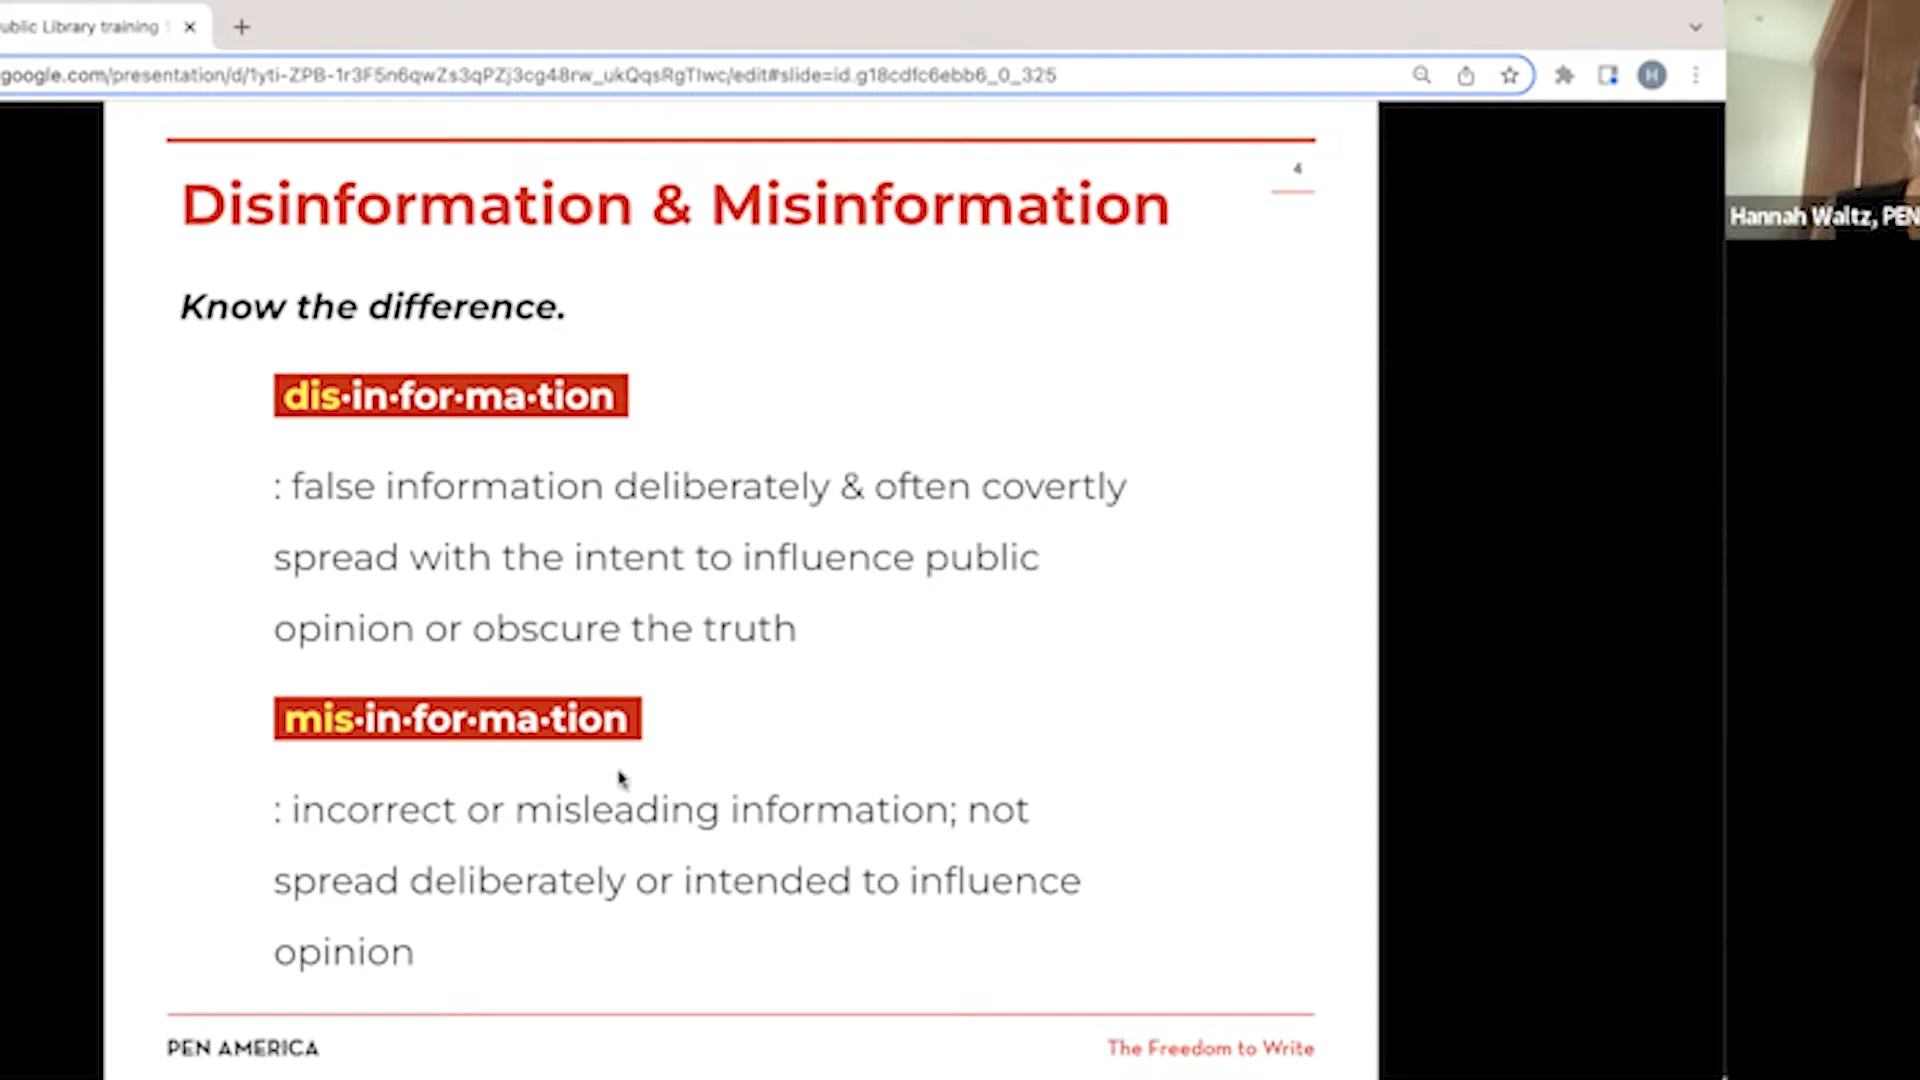 ublic Library training
google.com/presentation/d/1yti-ZPB-1r3F5n6qwZs3qPZj3cg48rw_ukQqsRgTIwc/edit#slide=id.g18cdfc6ebb6_0_325
H
4
Disinformation & Misinformation
Hannah Waltz, PEN
Know the difference.
dis·in·for·ma·tion
: false information deliberately & often covertly
spread with the intent to influence public
opinion or obscure the truth
mis·in·for·ma·tion
: incorrect or misleading information; not
spread deliberately or intended to influence
opinion
PEN AMERICA
The Freedom to Write